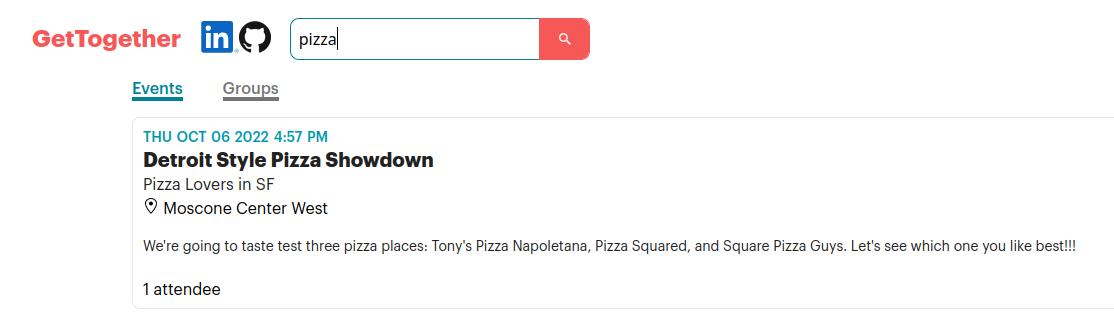 GetTogether
in
pizza
Events Groups
THU OCT 06 2022 4:57 PM
Detroit Style Pizza Showdown
Pizza Lovers in SF
Moscone Center West
We're going to taste test three pizza places: Tony's Pizza Napoletana, Pizza Squared, and Square Pizza Guys. Let's see which one you like best!!!
1 attendee